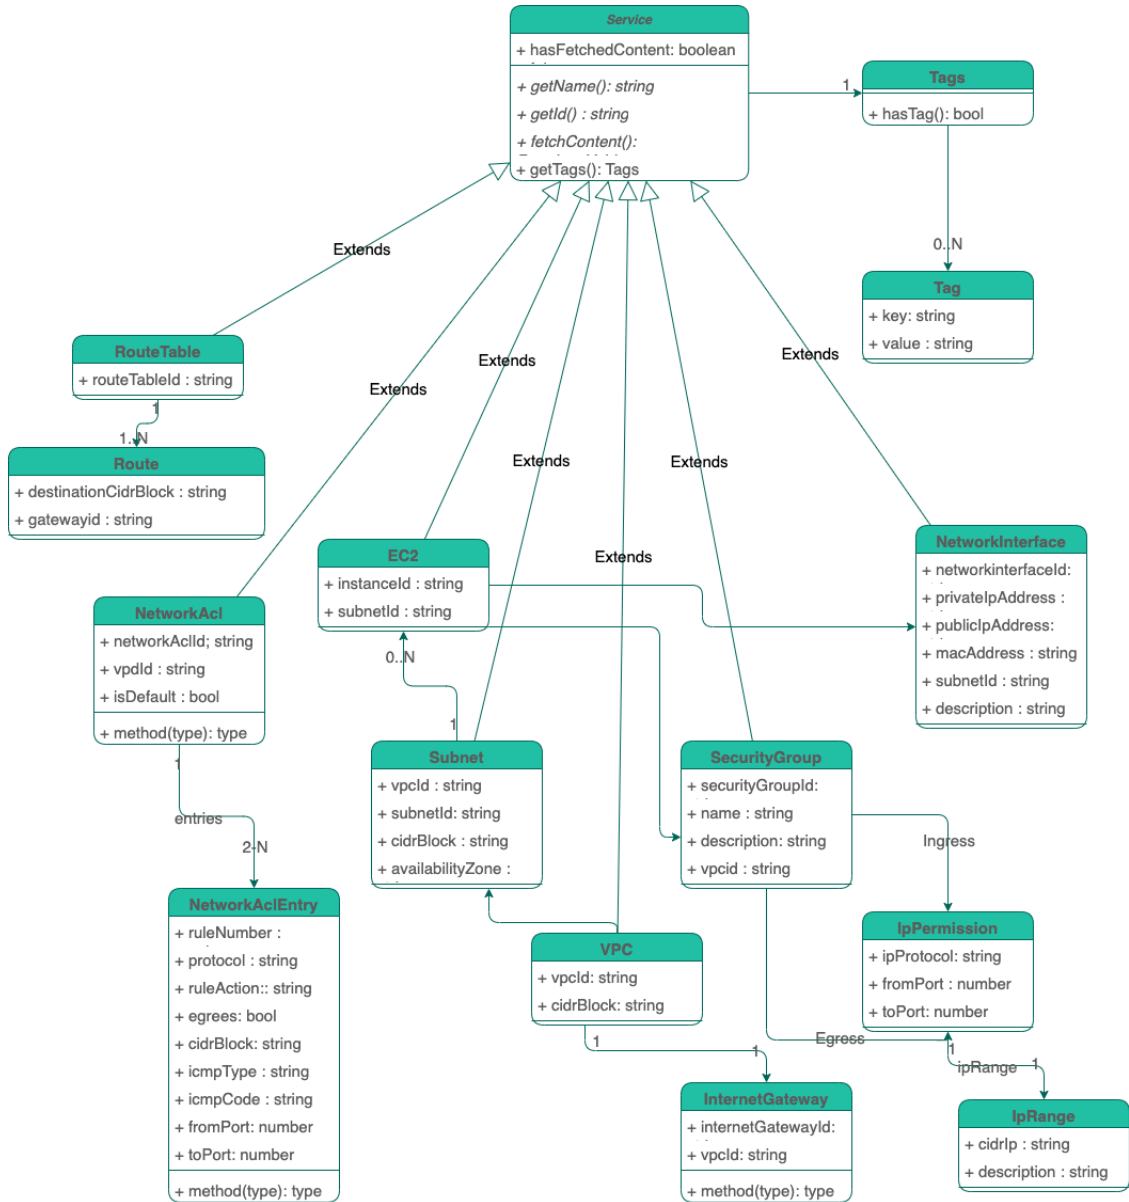 Service
+ hasFetchedContent: boolean
+ getName(): string
+ getId() : string
+ fetchContent():
+ getTags(): Tags
1
Tags
+ hasTag(): bool
0..N
Tag
+ key: string
+ value : string
Extends
Extends
Extends
Extends
Extends
Extends
Extends
RouteTable
+ routeTableId : string
1
1..N
Route
+ destinationCidrBlock : string
+ gatewayid : string
EC2
+ instanceId : string
+ subnetId : string
0..N
1
NetworkInterface
+ networkinterfaceId:
+ privateIpAddress :
+ publicIpAddress:
+ macAddress : string
+ subnetId : string
+ description : string
NetworkAcl
+ networkAclId; string
+ vpdId : string
+ isDefault : bool
+ method(type): type
1
entries
2-N
Subnet
+ vpcId : string
+ subnetId: string
+ cidrBlock : string
+ availabilityZone :
SecurityGroup
+ securityGroupId:
+ name : string
+ description: string
+ vpcid : string
Ingress
Egress
NetworkAclEntry
+ ruleNumber :
+ protocol : string
+ ruleAction:: string
+ egrees: bool
+ cidrBlock: string
+ icmpType : string
+ icmpCode : string
+ fromPort: number
+ toPort: number
+ method(type): type
VPC
+ vpcId: string
+ cidrBlock: string
1
1
IpPermission
+ ipProtocol: string
+ fromPort : number
+ toPort: number
1
ipRange
1
InternetGateway
+ internetGatewayId:
+ vpcId: string
+ method(type): type
IpRange
+ cidrIp : string
+ description : string